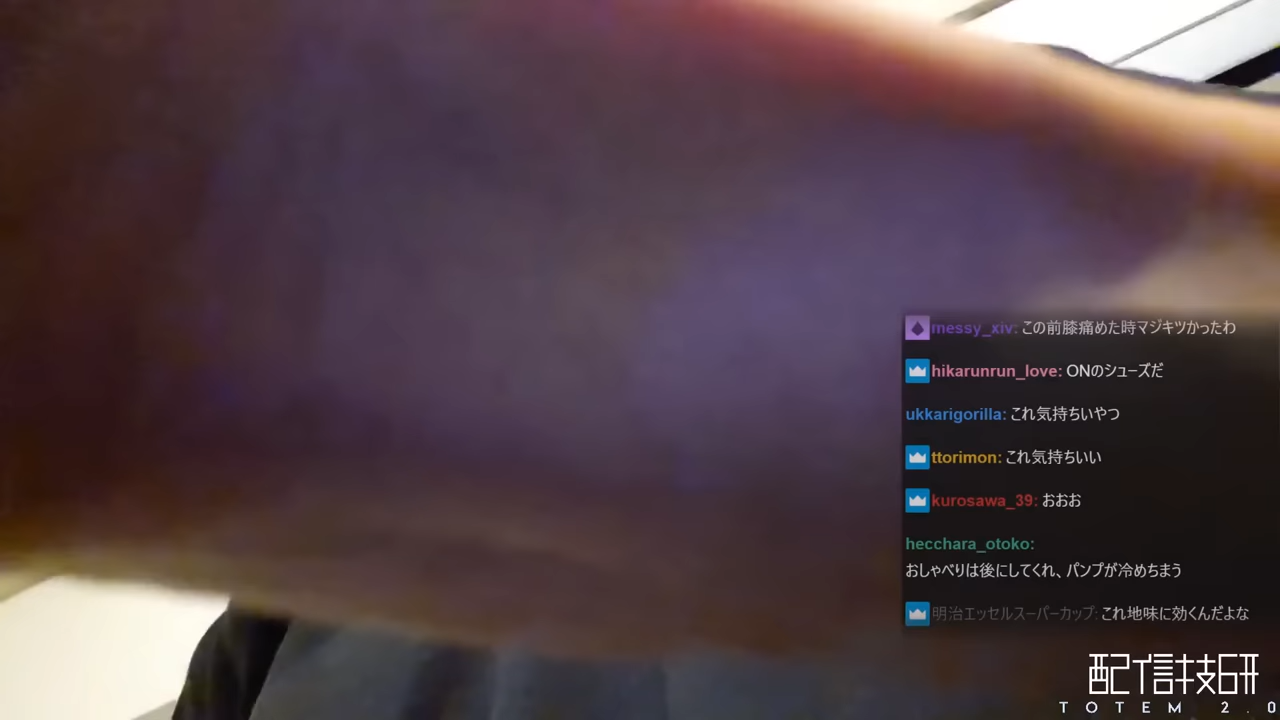 messy_xiv: この前膝痛めた時マジキツかったわ
hikarunrun_love: ONのシューズだ
ukkarigorilla: これ気持ちいやつ
ttorimon: これ気持ちいい
kurosawa_39: おおお
hecchara_otoko:
おしゃべりは後にしてくれ、パンプが冷めちまう
明治エッセルスーパーカップ: これ地味に効くんだよな
配信技研
TOTEM 2.0